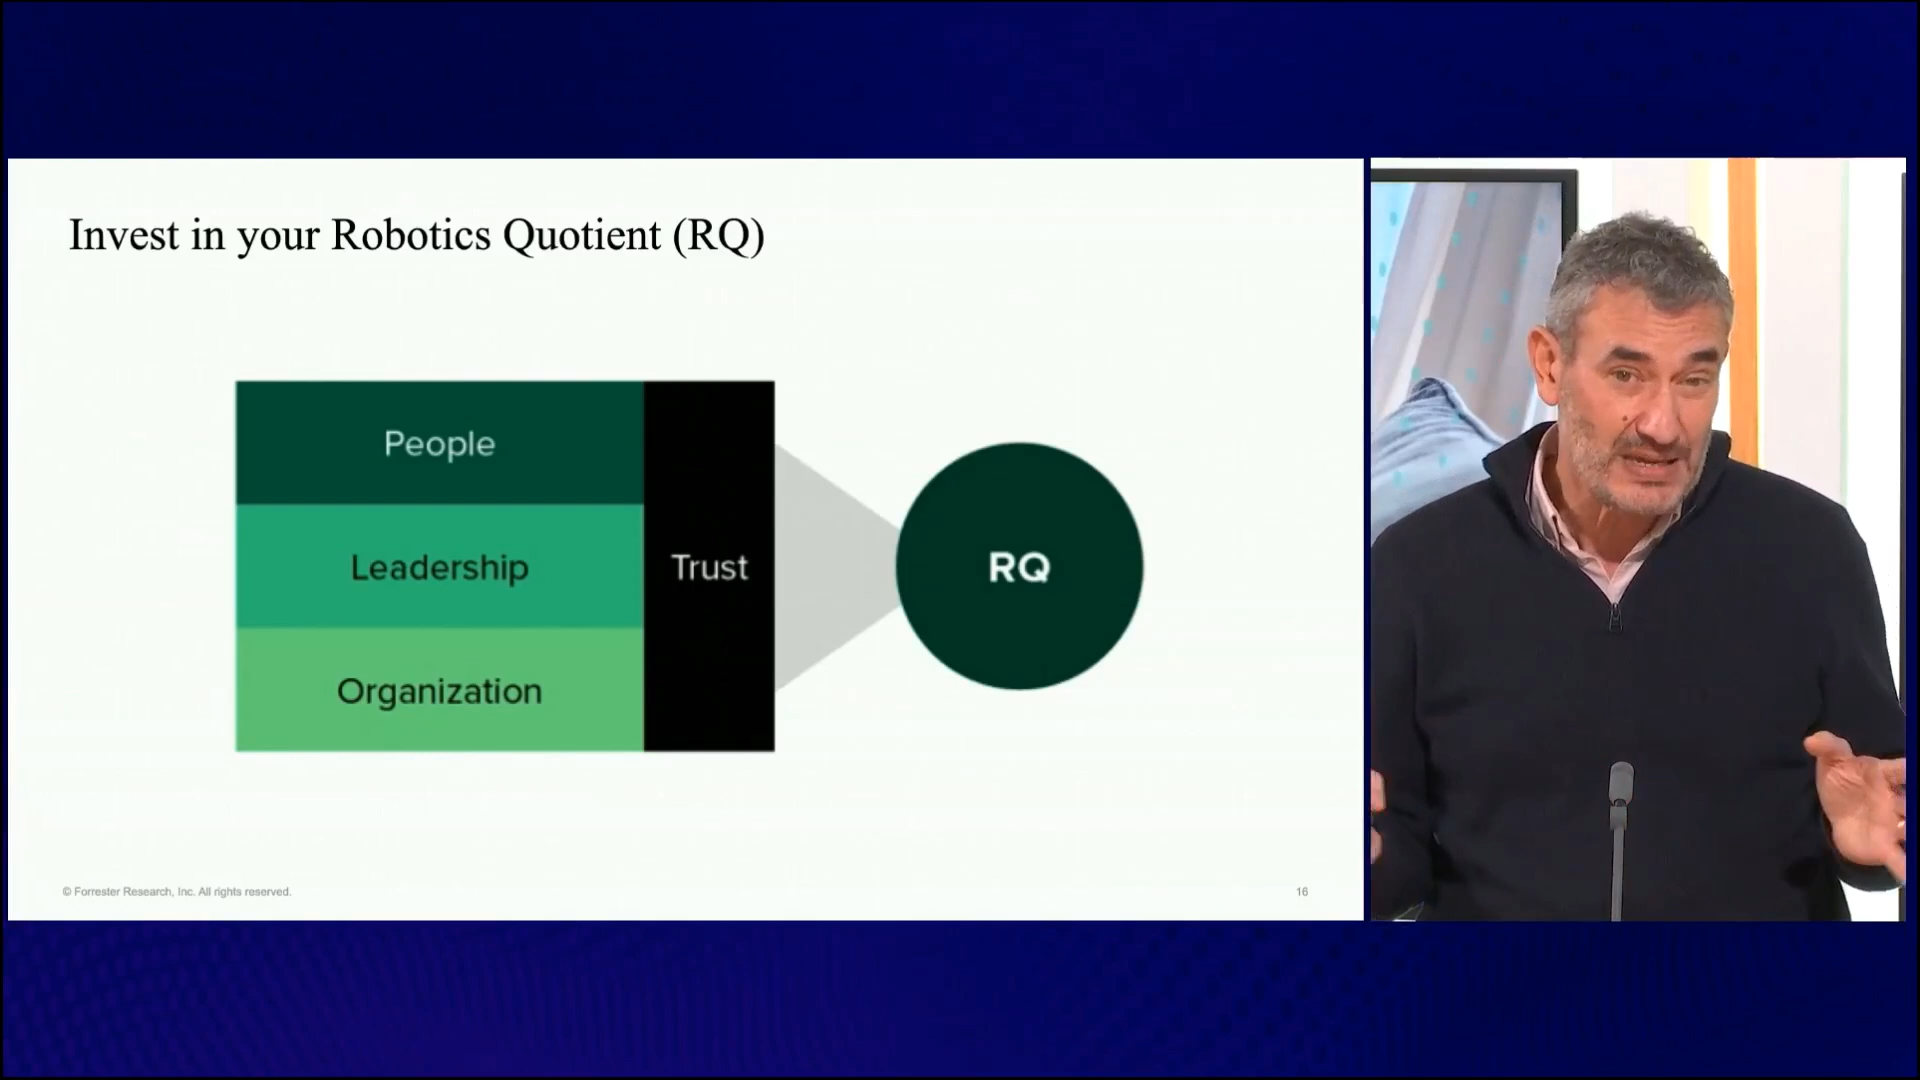 Invest in your Robotics Quotient (RQ)
People
Leadership
Organization
Trust
RQ
© Forrester Research, Inc. All rights reserved.
16